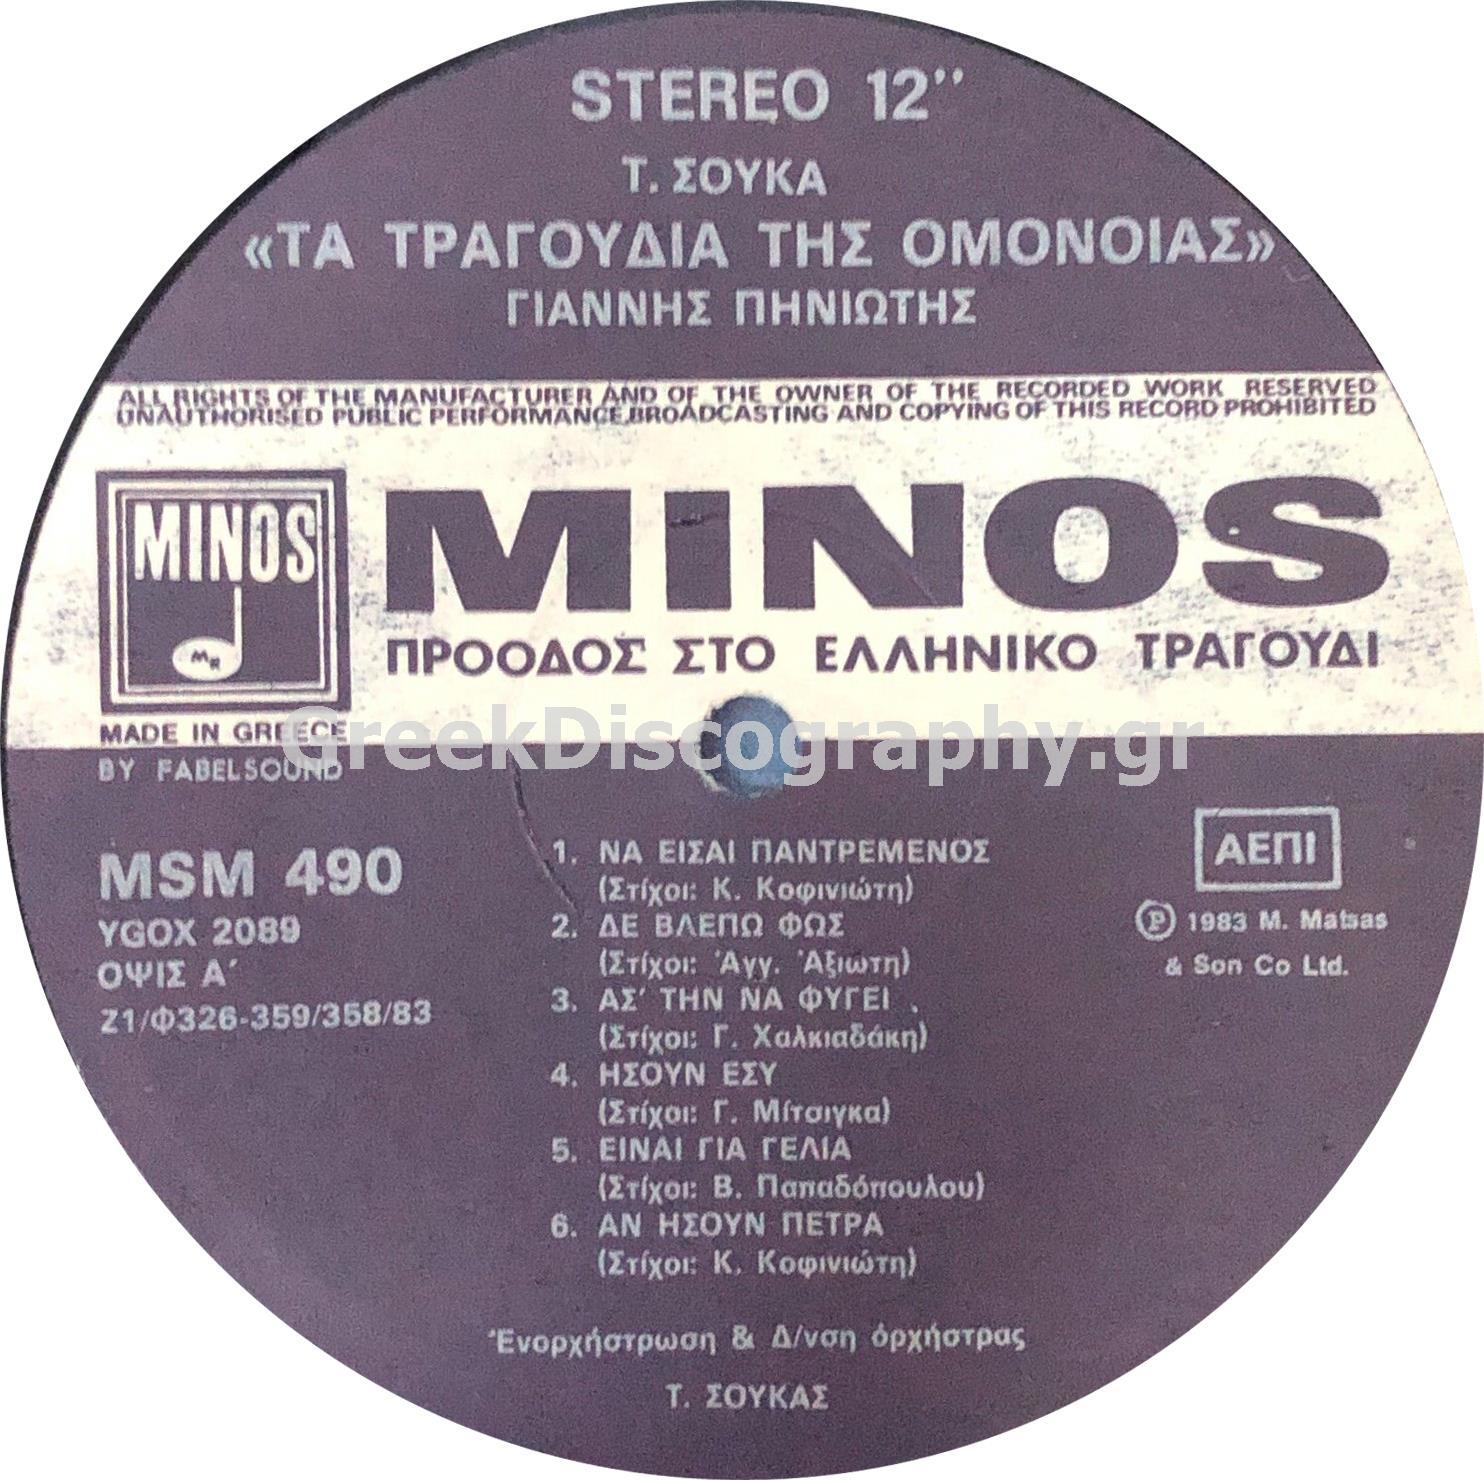 STEREO 12''
Τ. ΣΟΥΚΑ
«ΤΑ ΤΡΑΓΟΥΔΙΑ ΤΗΣ ΟΜΟΝΟΙΑΣ»
ΓΙΑΝΝΗΣ ΠΗΝΙΩΤΗΣ
ALL RIGHTS OF THE MANUFACTURER AND OF THE OWNER OF THE RECORDED WORK RESERVED
UNAUTHORISED PUBLIC PERFORMANCE,BROADCASTING AND COPYING OF THIS RECORD PROHIBITED
MINOS
MR
MINOS
ΠΡΟΟΔΟΣ ΣΤΟ ΕΛΛΗΝΙΚΟ ΤΡΑΓΟΥΔΙ
MADE IN GREECE
BY FABELSOUND
GreekDiscography.gr
MSM 490
YGOX 2089
ΟΨΙΣ Α'
Ζ1/Φ326-359/358/83
1. ΝΑ ΕΙΣΑΙ ΠΑΝΤΡΕΜΕΝΟΣ
(Στίχοι: Κ. Κοφινιώτη)
2. ΔΕ ΒΛΕΠΩ ΦΩΣ
(Στίχοι: Ἀγγ. Ἀξιώτη)
3. ΑΣ' ΤΗΝ ΝΑ ΦΥΓΕΙ .
(Στίχοι: Γ. Χαλκιαδάκη)
4. ΗΣΟΥΝ ΕΣΥ
(Στίχοι: Γ. Μίτσιγκα)
5. ΕΙΝΑΙ ΓΙΑ ΓΕΛΙΑ
(Στίχοι: Β. Παπαδόπουλου)
6. ΑΝ ΗΣΟΥΝ ΠΕΤΡΑ
(Στίχοι: Κ. Κοφινιώτη)
ΑΕΠΙ
℗ 1983 M. Matsas
& Son Co Ltd.
Ἐνορχήστρωση & Δ/νση ὀρχήστρας
Τ. ΣΟΥΚΑΣ